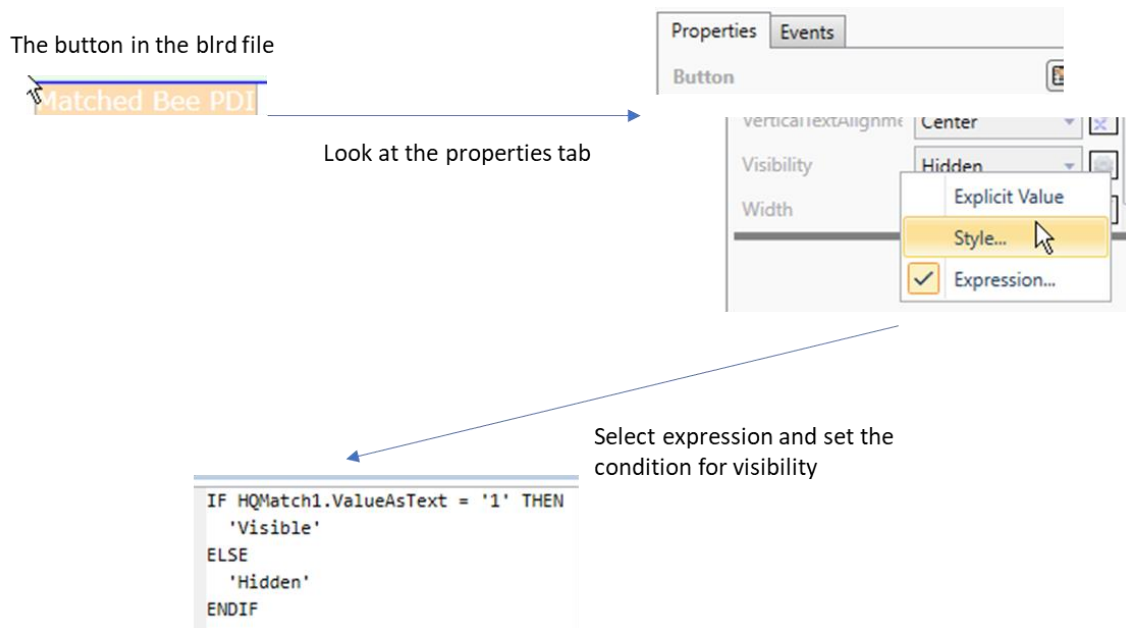 The button in the blrd file
Matched Bee PDI
Look at the properties tab
Properties Events
Button
VerticalTextAlignme Center
Visibility Hidden
Width
Explicit Value
Style...
Expression...
Select expression and set the
condition for visibility
IF HQMatch1.ValueAsText = '1' THEN
'Visible'
ELSE
'Hidden'
ENDIF